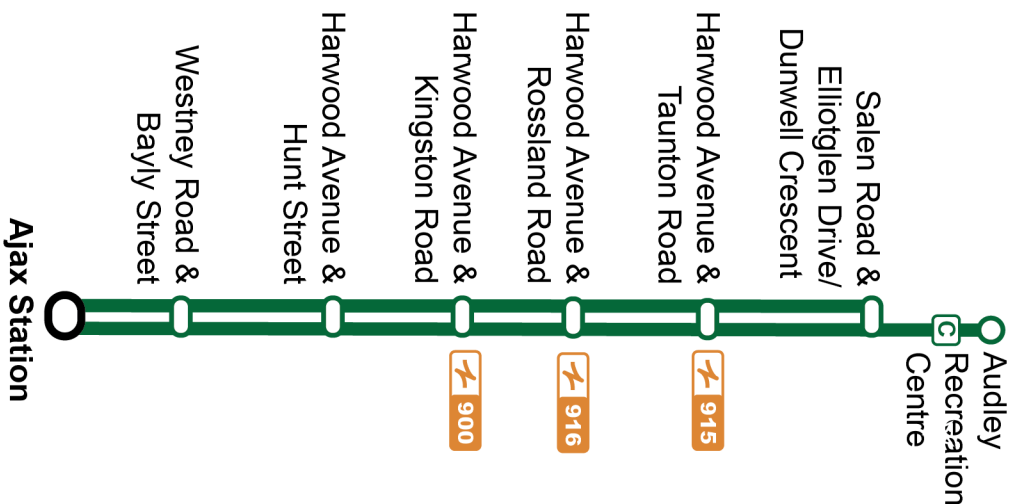 Ajax Station
Westney Road &
Bayly Street
Harwood Avenue &
Hunt Street
Harwood Avenue &
Kingston Road
900
Harwood Avenue &
Rossland Road
916
Harwood Avenue &
Taunton Road
915
Salen Road &
Elliotglen Drive/
Dunwell Crescent
C
Audley
Recreation
Centre